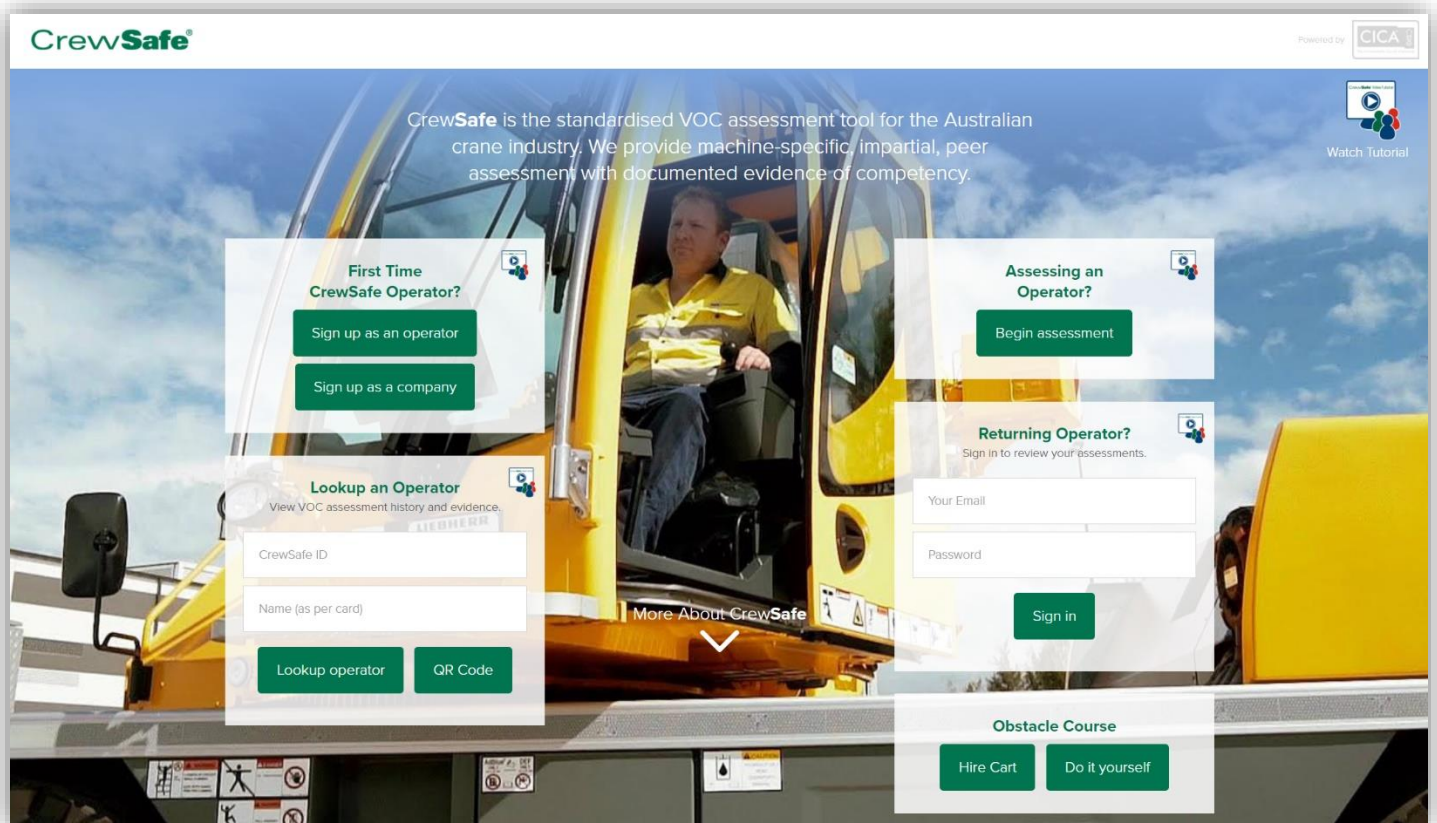 CrewSafe®
Powered by
CICA
CrewSafe is the standardised VOC assessment tool for the Australian
crane industry. We provide machine-specific, impartial, peer
assessment with documented evidence of competency.
Watch Tutorial
First Time
CrewSafe Operator?
Sign up as an operator
Sign up as a company
Lookup an Operator
View VOC assessment history and evidence.
LIEBHERR
CrewSafe ID
Name (as per card)
Lookup operator
QR Code
More About CrewSafe
Assessing an
Operator?
Begin assessment
Returning Operator?
Sign in to review your assessments.
Your Email
Password
Sign in
Obstacle Course
Hire Cart
Do it yourself